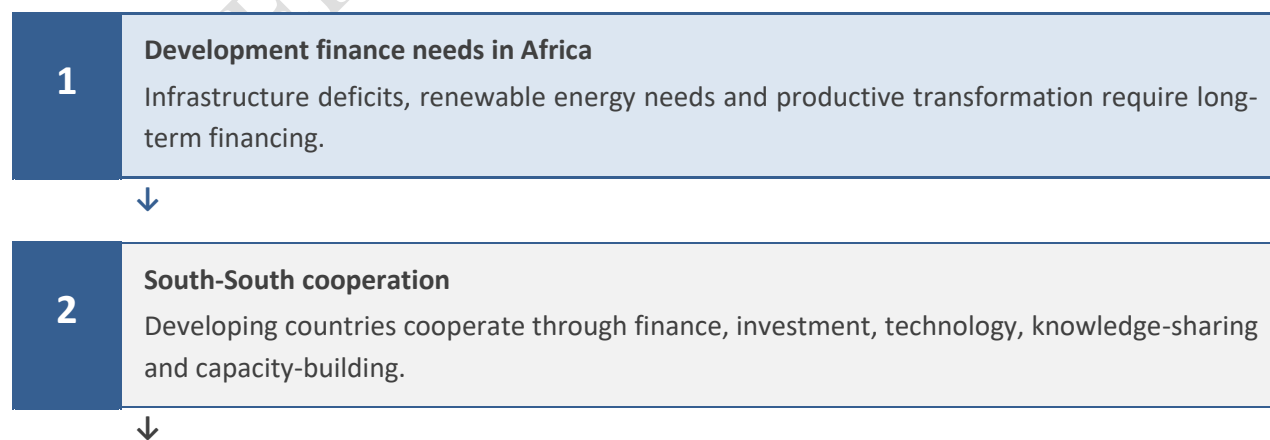 Development finance needs in Africa
1
Infrastructure deficits, renewable energy needs and productive transformation require long-
term financing.
↓
South-South cooperation
2
Developing countries cooperate through finance, investment, technology, knowledge-sharing
and capacity-building.
↓